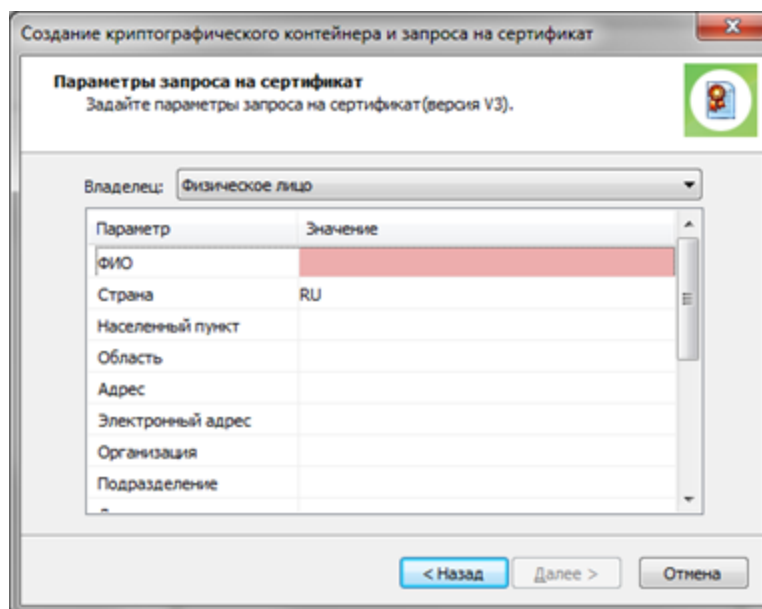 Создание криптографического контейнера и запроса на сертификат
Параметры запроса на сертификат
Задайте параметры запроса на сертификат(версия V3).
Владелец: Физическое лицо
Параметр Значение
ФИО
Страна RU
Населенный пункт
Область
Адрес
Электронный адрес
Организация
Подразделение
< Назад Далее > Отмена